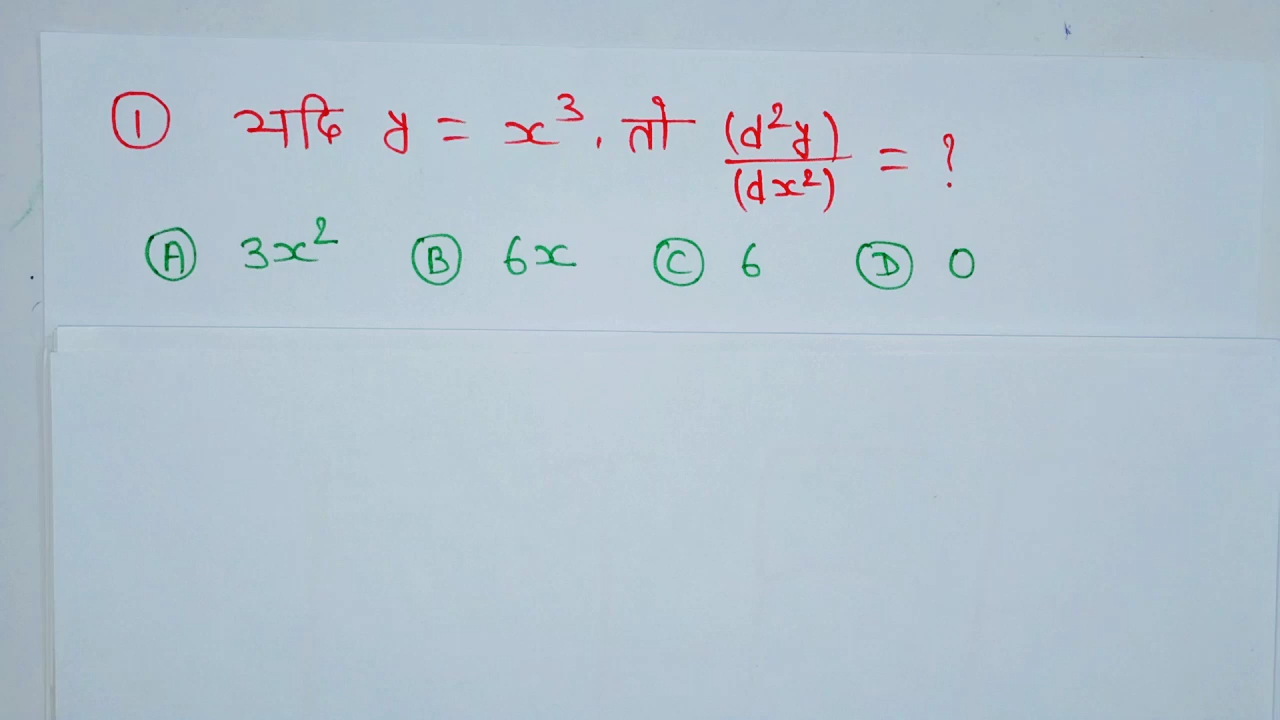 ① यदि y = x³, तो (d²y)/(dx²) = ?
Ⓐ 3x² Ⓑ 6x Ⓒ 6 Ⓓ 0